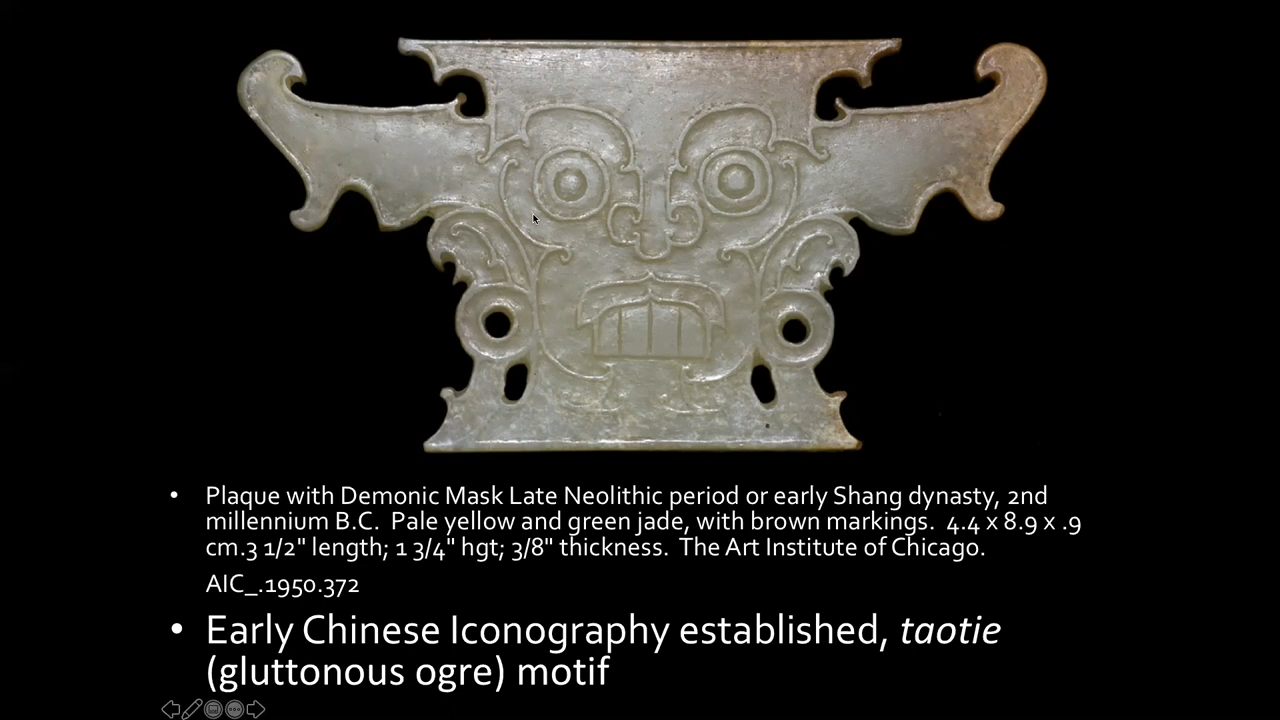 • Plaque with Demonic Mask Late Neolithic period or early Shang dynasty, 2nd
millennium B.C.  Pale yellow and green jade, with brown markings.  4.4 x 8.9 x .9
cm.3 1/2" length; 1 3/4" hgt; 3/8" thickness.  The Art Institute of Chicago.
AIC_.1950.372
• Early Chinese Iconography established, taotie
(gluttonous ogre) motif